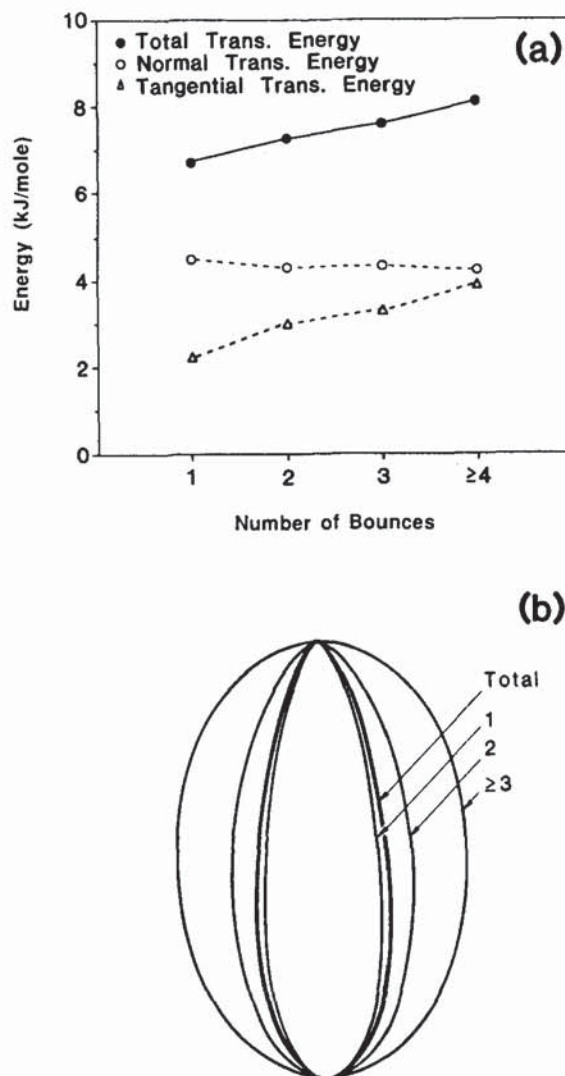 (a)
● Total Trans. Energy
○ Normal Trans. Energy
△ Tangential Trans. Energy
10
8
6
4
2
0
Energy (kJ/mole)
1 2 3 ≥4
Number of Bounces
(b)
Total
1
2
≥3